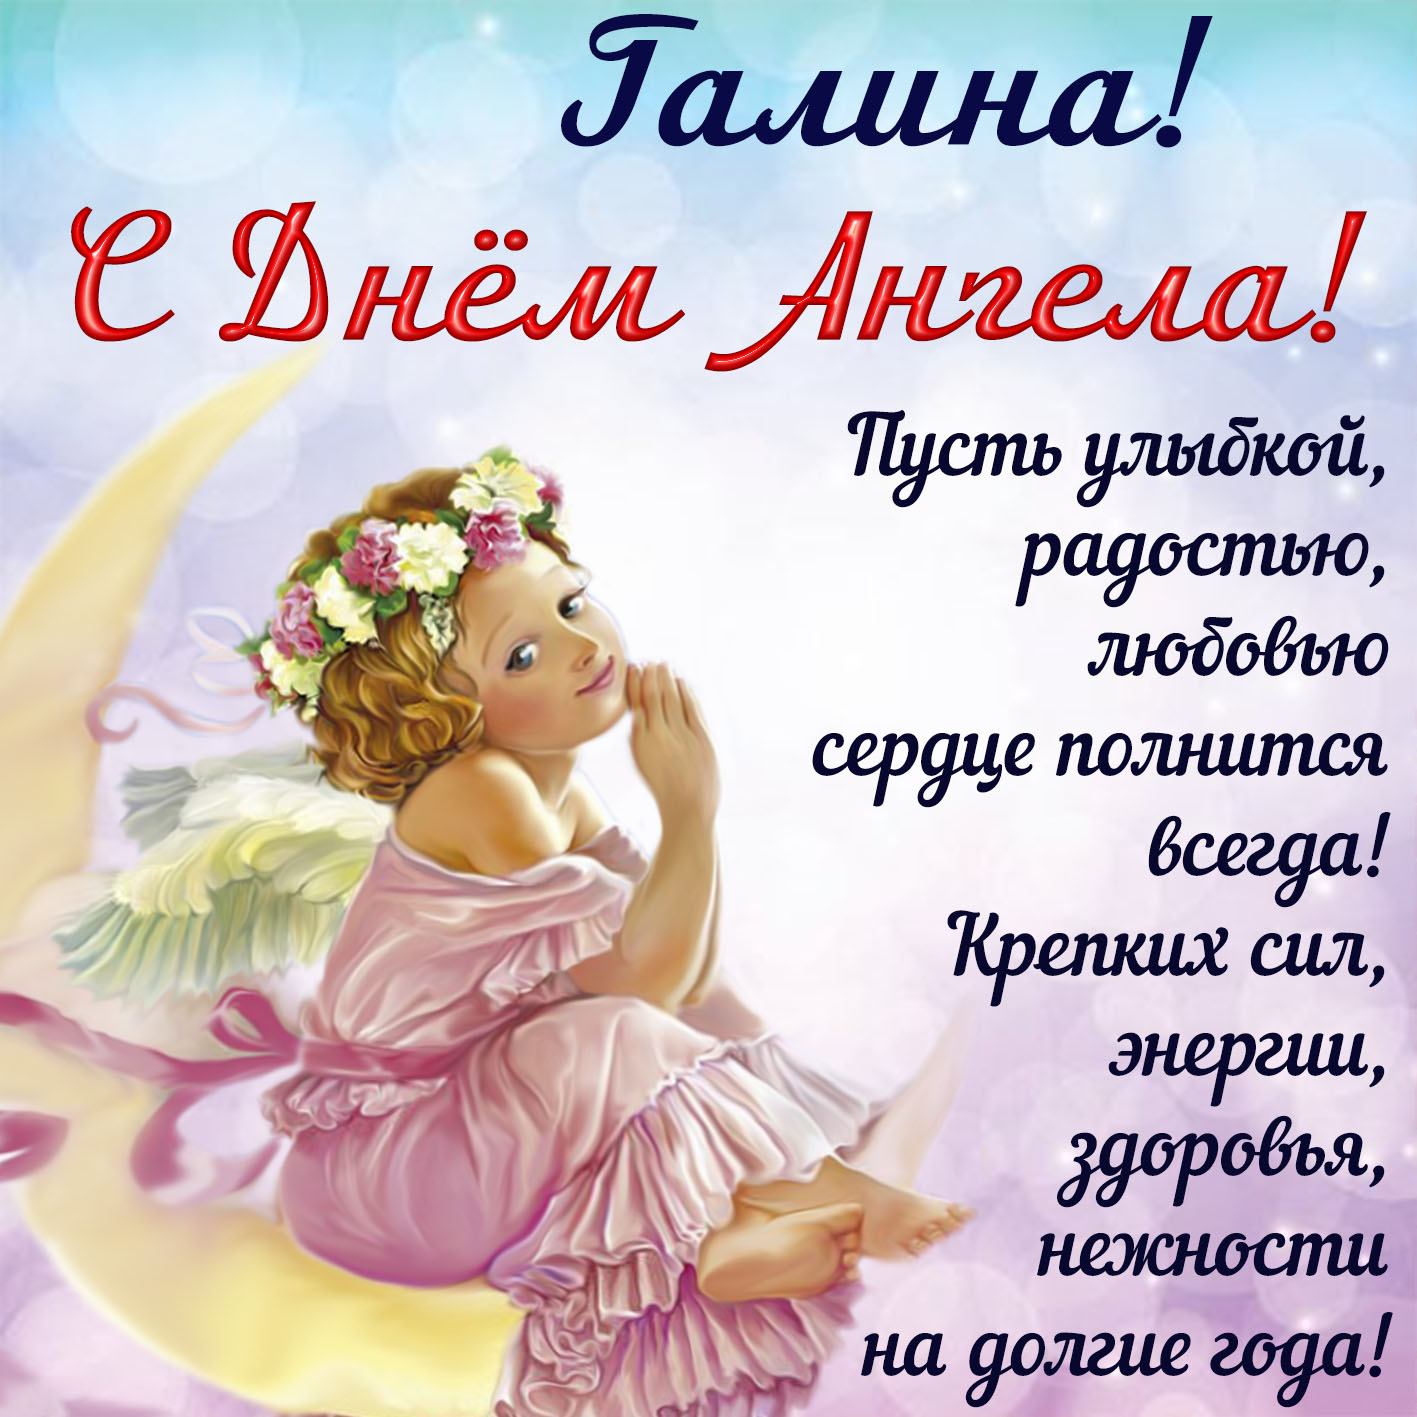 Галина!
С Днём Ангела!
Пусть улыбкой,
радостью,
любовью
сердце полнится
всегда!
Крепких сил,
энергии,
здоровья,
нежности
на долгие года!